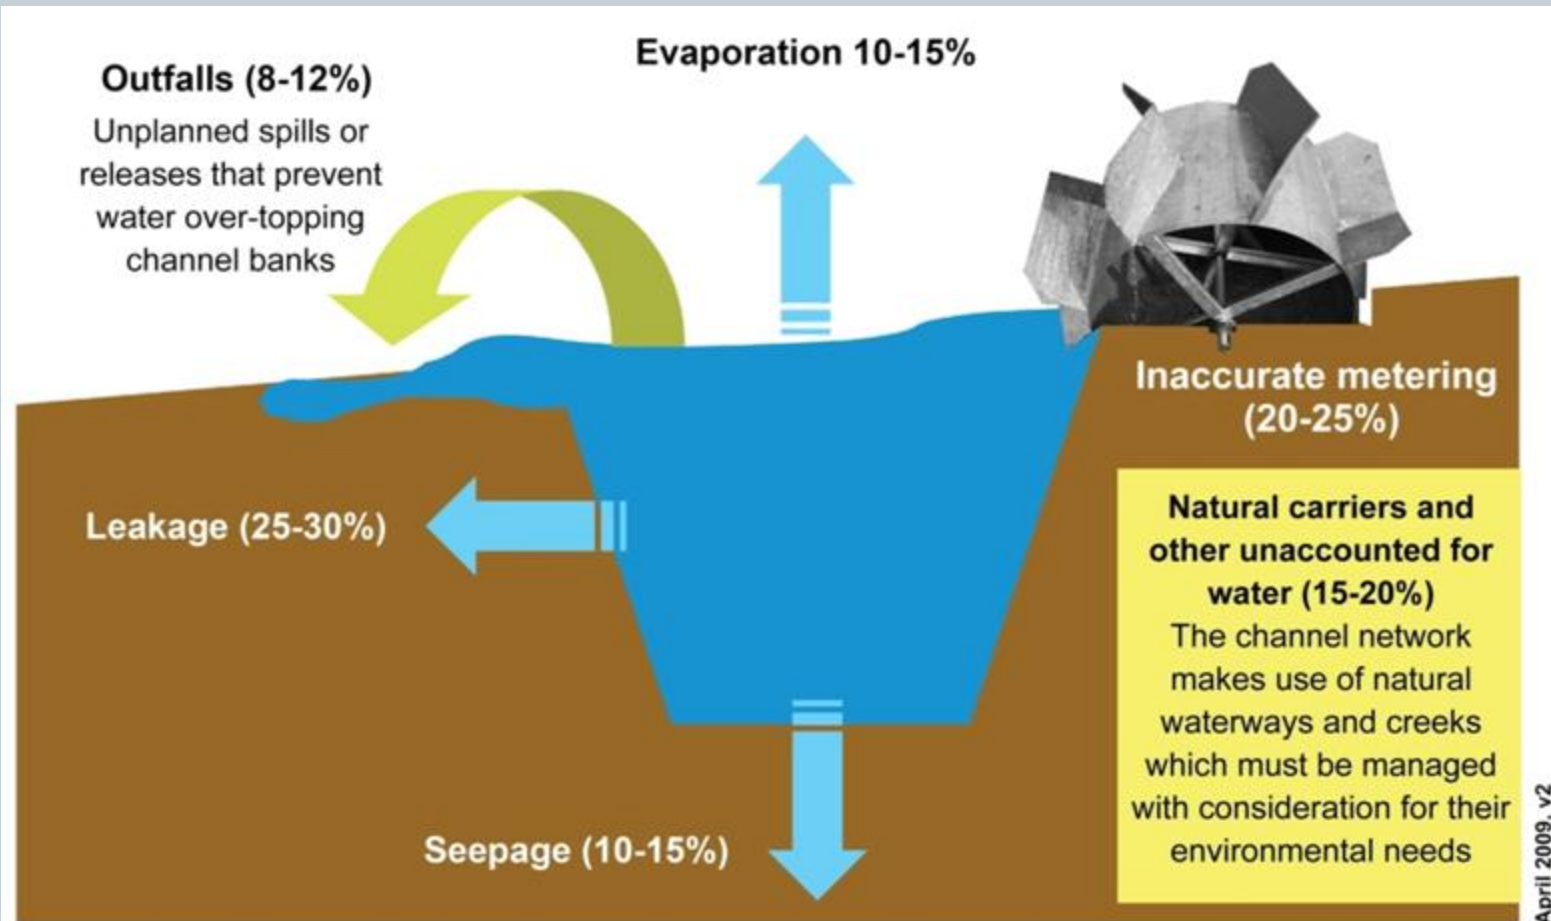 Evaporation 10-15%
Outfalls (8-12%)
Unplanned spills or
releases that prevent
water over-topping
channel banks
Inaccurate metering
(20-25%)
Leakage (25-30%)
Natural carriers and
other unaccounted for
water (15-20%)
The channel network
makes use of natural
waterways and creeks
which must be managed
with consideration for their
environmental needs
Seepage (10-15%)
April 2009, v2